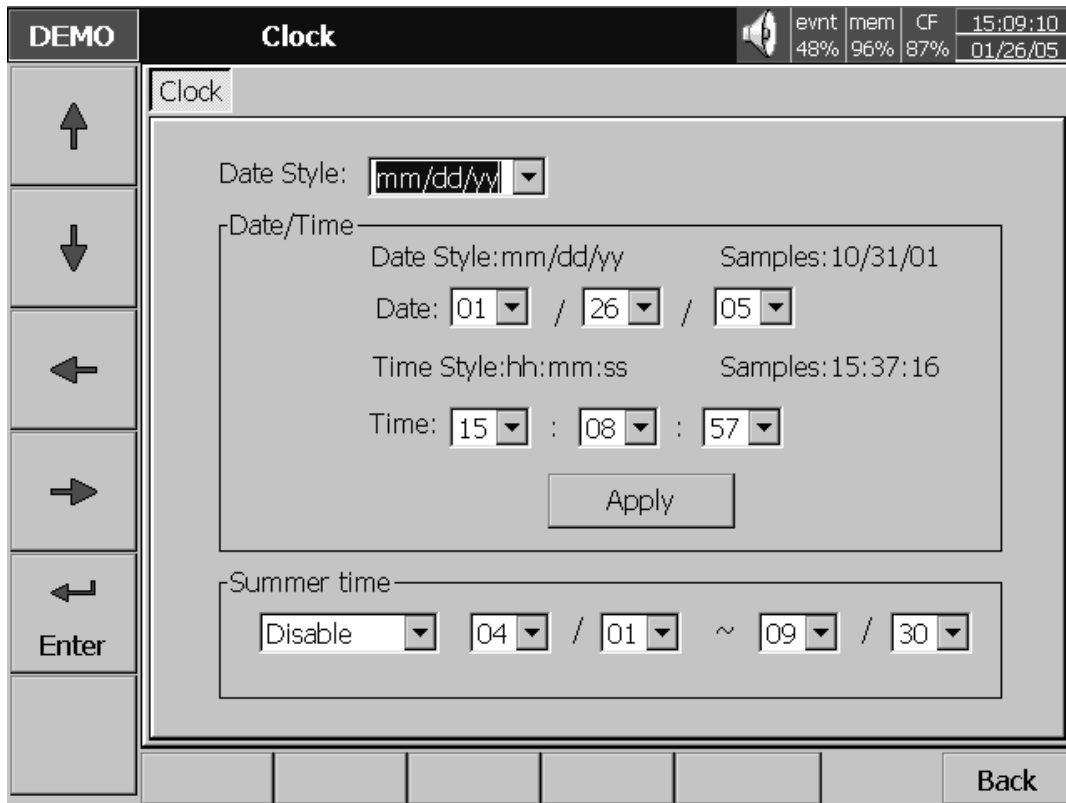 DEMO Clock evnt mem CF 15:09:10
48% 96% 87% 01/26/05
Clock
Date Style: mm/dd/yy
Date/Time
Date Style:mm/dd/yy Samples:10/31/01
Date: 01 / 26 / 05
Time Style:hh:mm:ss Samples:15:37:16
Time: 15 : 08 : 57
Apply
Summer time
Disable 04 / 01 ~ 09 / 30
Enter
Back